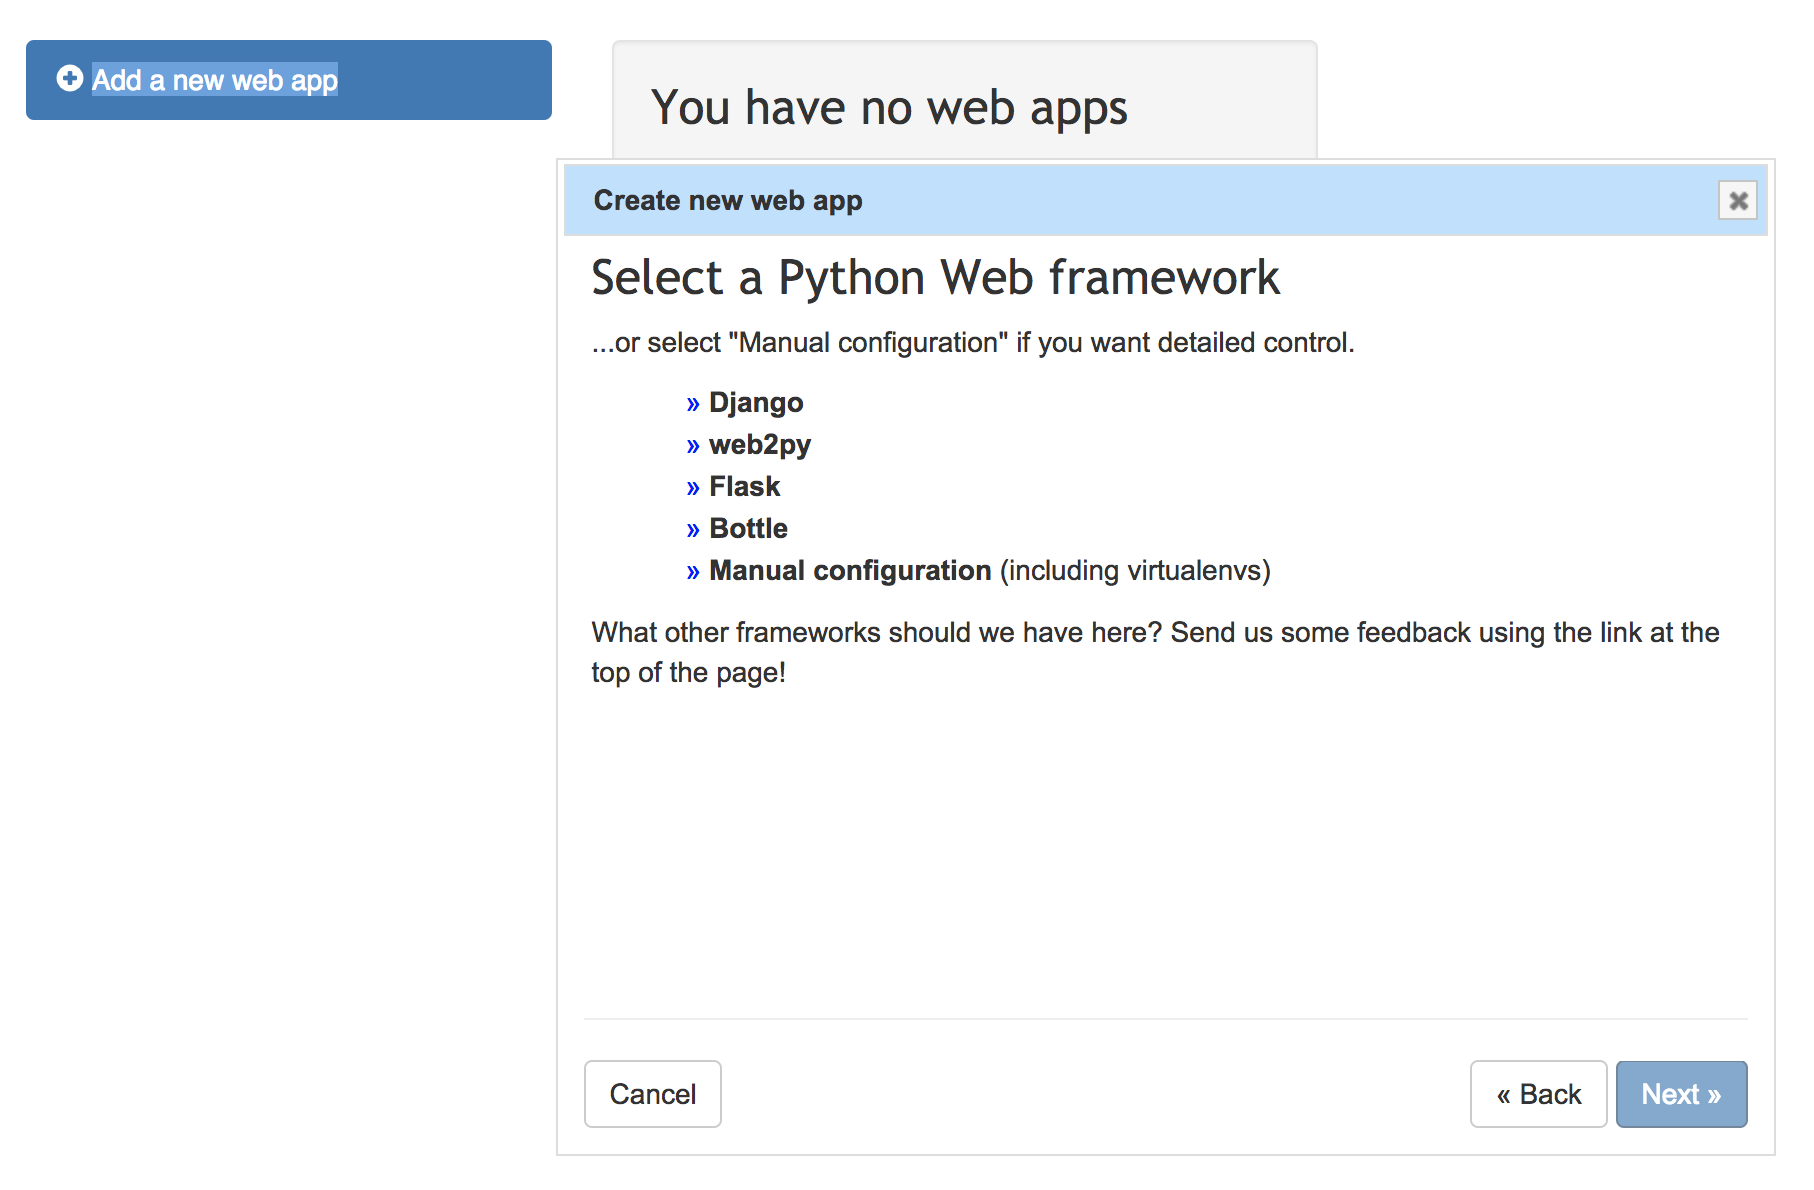 Add a new web app
You have no web apps
Create new web app
Select a Python Web framework
...or select "Manual configuration" if you want detailed control.
» Django
» web2py
» Flask
» Bottle
» Manual configuration (including virtualenvs)
What other frameworks should we have here? Send us some feedback using the link at the
top of the page!
Cancel
« Back
Next »